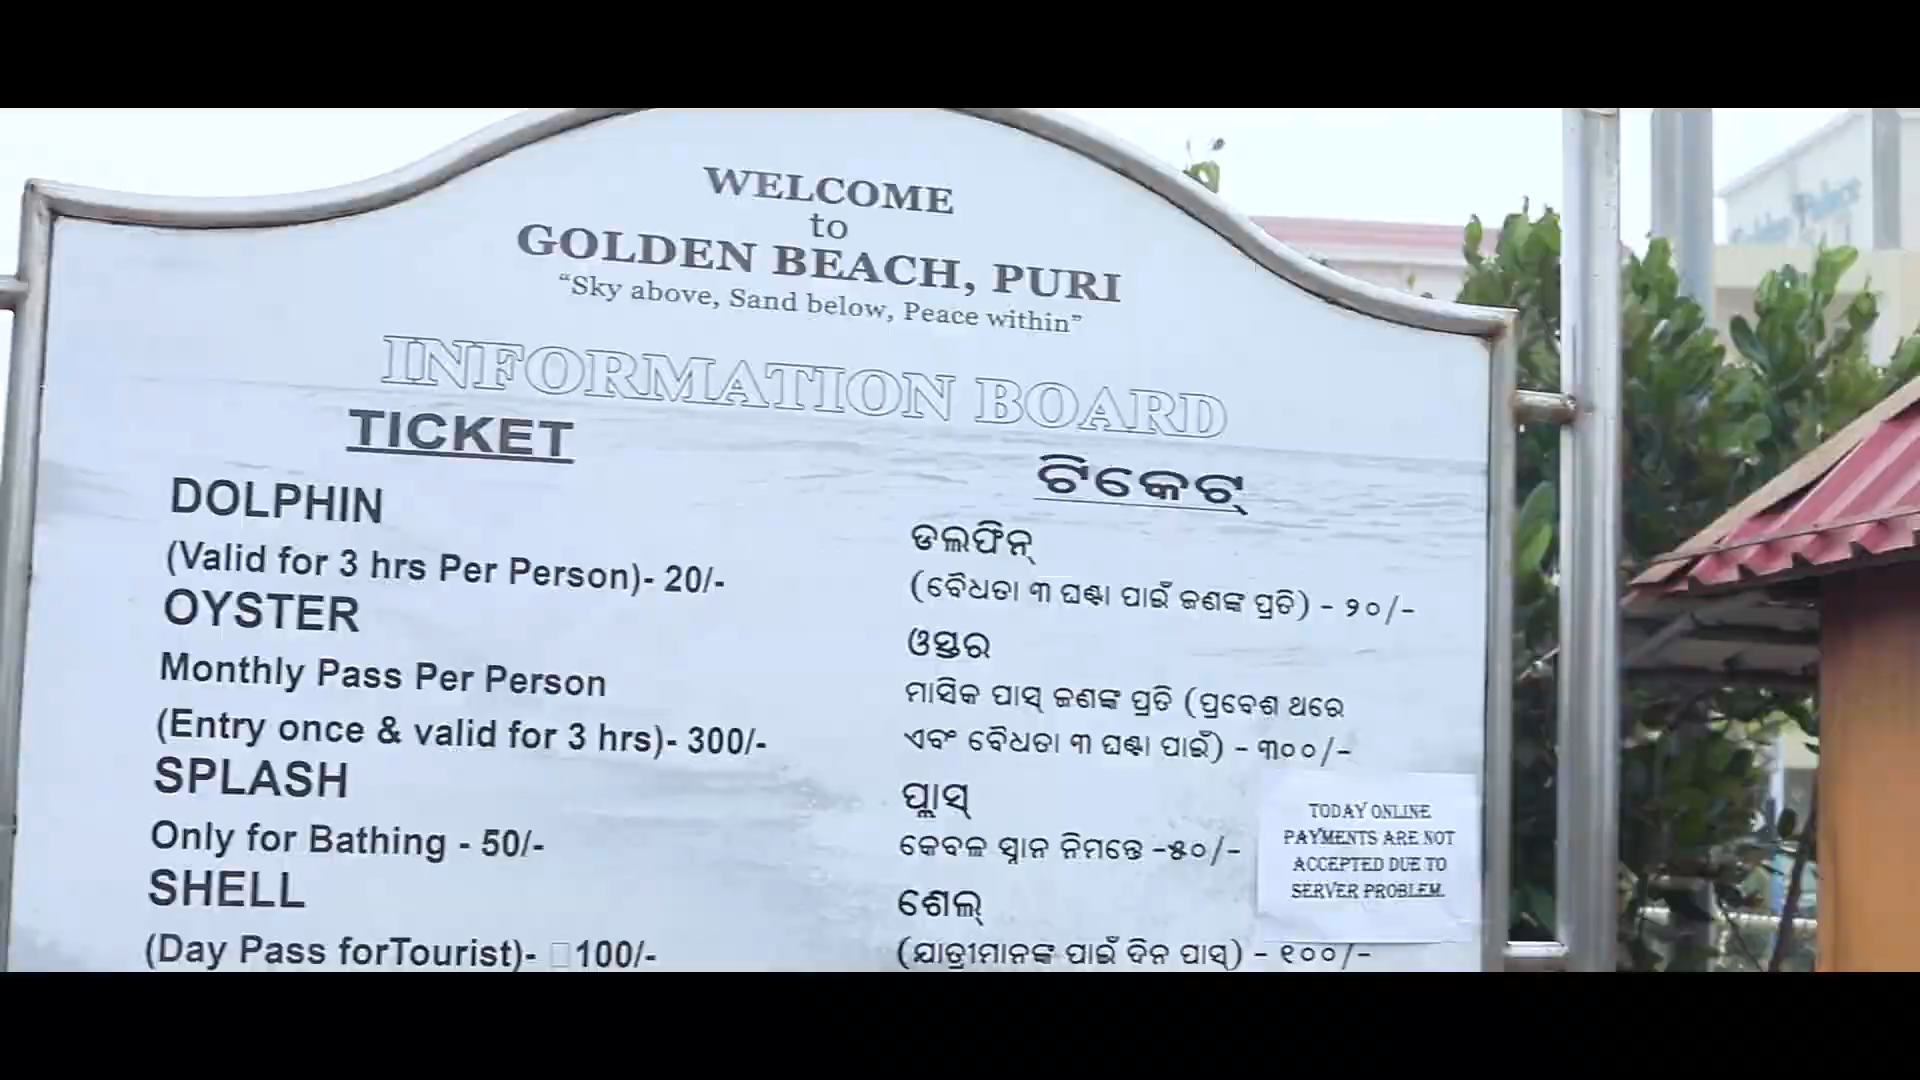 WELCOME
to
GOLDEN BEACH, PURI
“Sky above, Sand below, Peace within”
INFORMATION BOARD
TICKET
DOLPHIN
(Valid for 3 hrs Per Person)- 20/-
OYSTER
Monthly Pass Per Person
(Entry once & valid for 3 hrs)- 300/-
SPLASH
Only for Bathing - 50/-
SHELL
(Day Pass forTourist)- □100/-
ଟିକେଟ୍
ଡଲଫିନ୍
(ବୈଧତା ୩ ଘଣ୍ଟା ପାଇଁ ଜଣଙ୍କ ପ୍ରତି) - ୨୦/-
ଓସ୍ତର
ମାସିକ ପାସ୍ ଜଣଙ୍କ ପ୍ରତି (ପ୍ରବେଶ ଥରେ
ଏବଂ ବୈଧତା ୩ ଘଣ୍ଟା ପାଇଁ) - ୩୦୦/-
ପ୍ଲାସ୍
କେବଳ ସ୍ନାନ ନିମନ୍ତେ -୫୦/-
ଶେଲ୍
(ଯାତ୍ରୀମାନଙ୍କ ପାଇଁ ଦିନ ପାସ୍) - ୧୦୦/-
TODAY ONLINE
PAYMENTS ARE NOT
ACCEPTED DUE TO
SERVER PROBLEM.